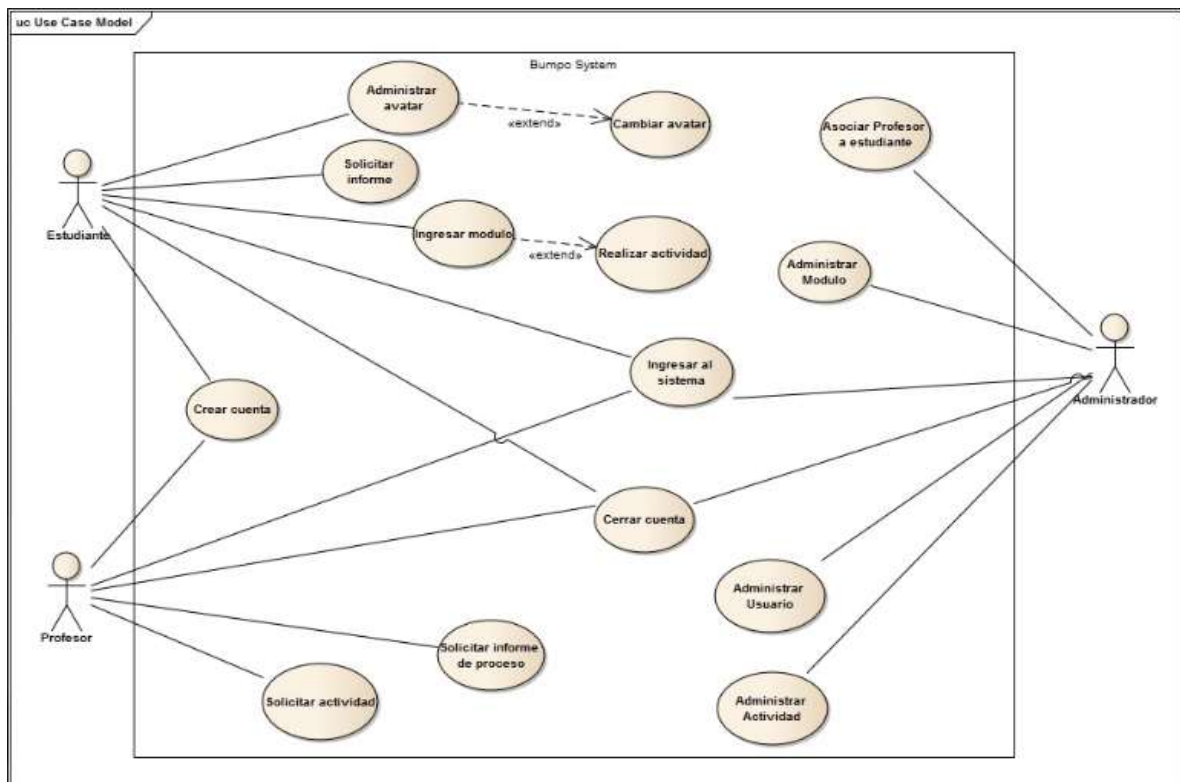 uc Use Case Model
Bumpo System
Administrar
avatar
«extend»
Cambiar avatar
Asociar Profesor
a estudiante
Solicitar
informe
Estudiante
Ingresar modulo
«extend»
Realizar actividad
Administrar
Modulo
Ingresar al
sistema
Administrador
Crear cuenta
Cerrar cuenta
Administrar
Usuario
Profesor
Solicitar informe
de proceso
Solicitar actividad
Administrar
Actividad